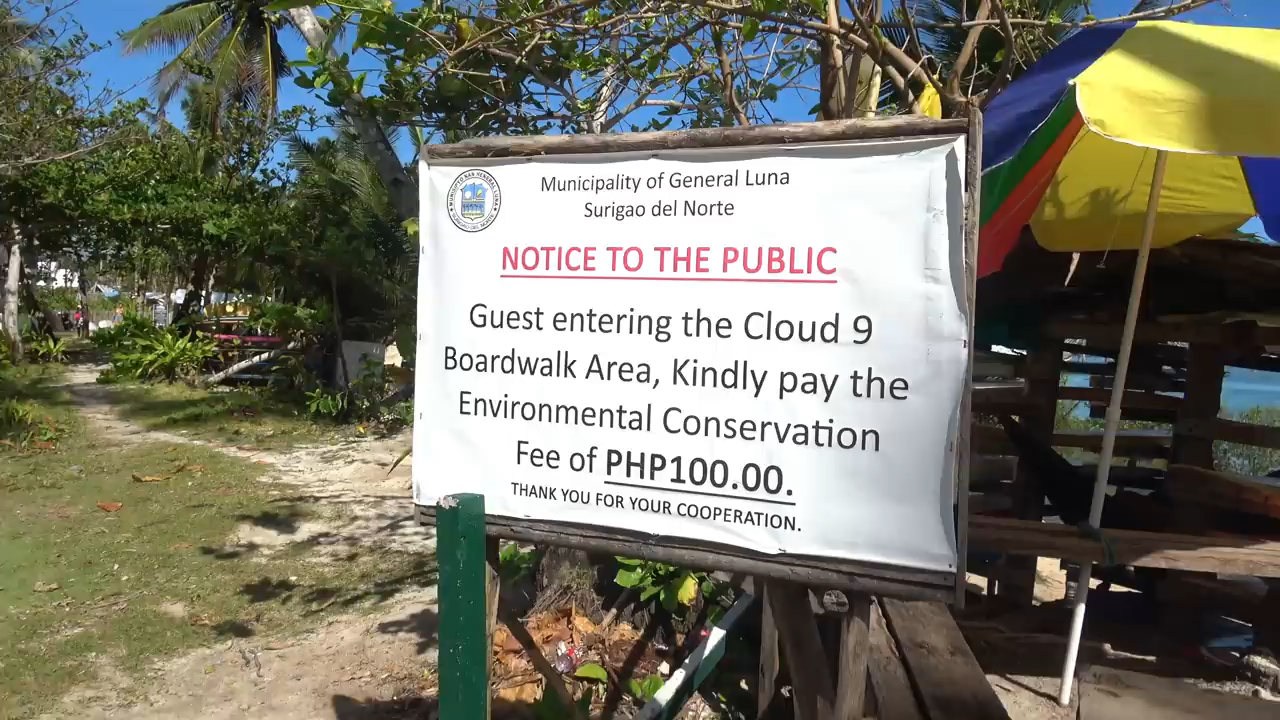 Municipality of General Luna
Surigao del Norte
NOTICE TO THE PUBLIC
Guest entering the Cloud 9
Boardwalk Area, Kindly pay the
Environmental Conservation
Fee of PHP100.00.
THANK YOU FOR YOUR COOPERATION.